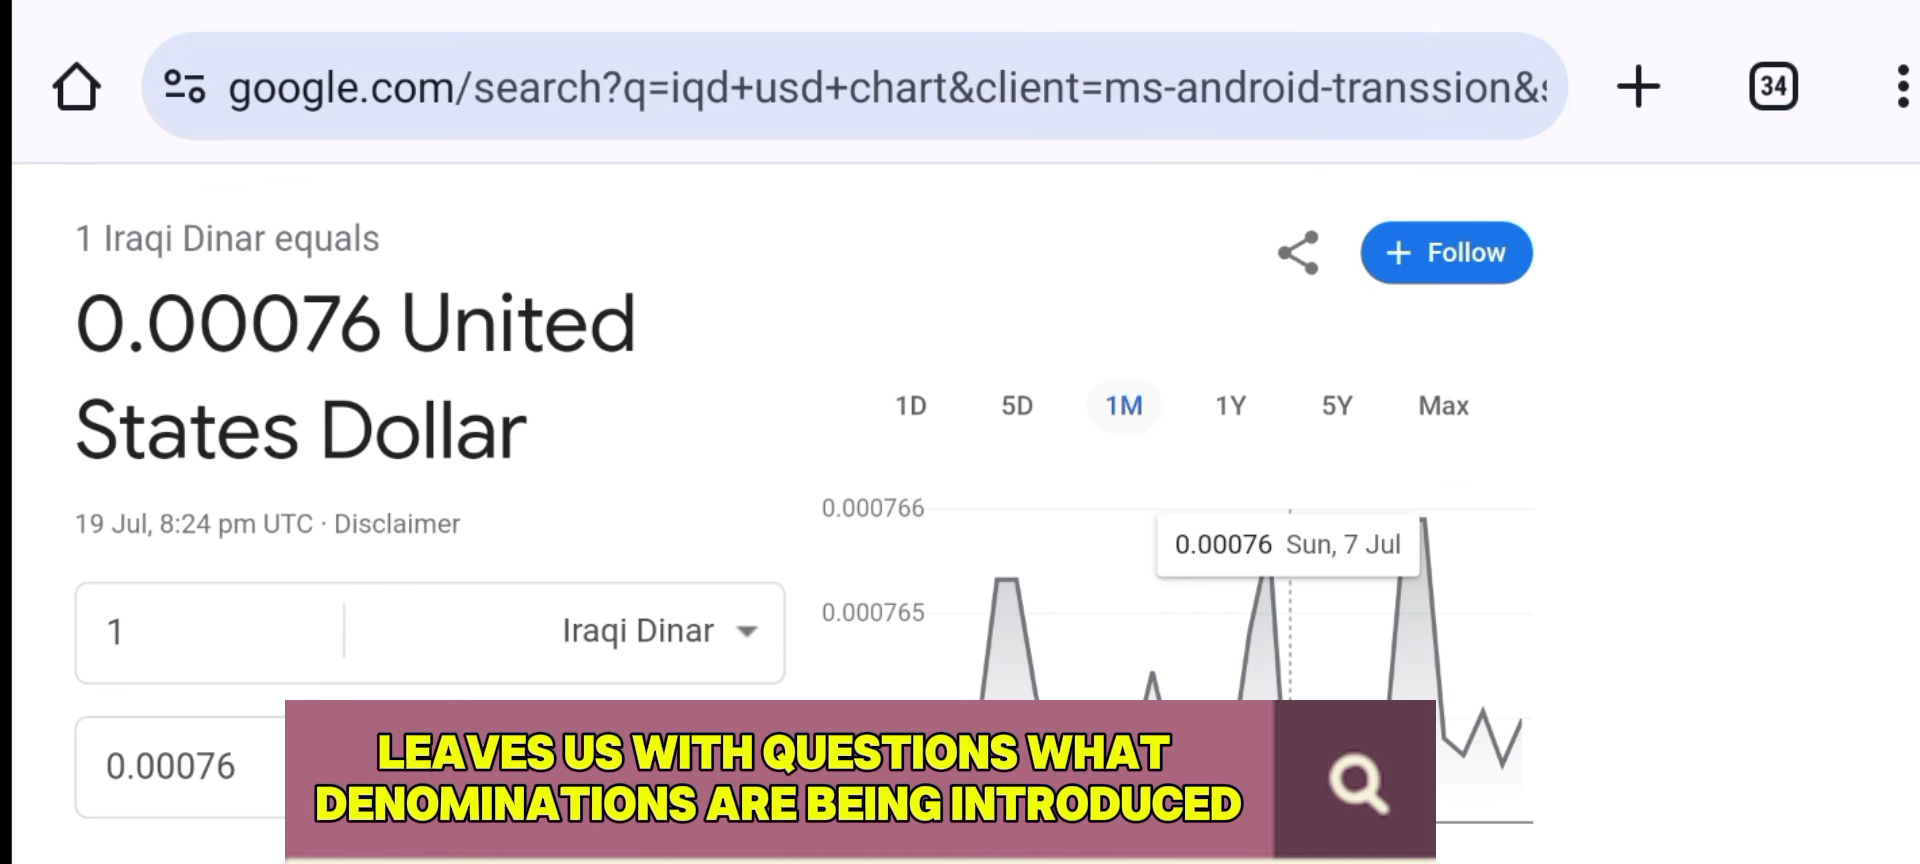 google.com/search?q=iqd+usd+chart&client=ms-android-transsion&
34
1 Iraqi Dinar equals
0.00076 United
States Dollar
19 Jul, 8:24 pm UTC · Disclaimer
1 Iraqi Dinar
0.00076
+ Follow
1D 5D 1M 1Y 5Y Max
0.000766
0.00076 Sun, 7 Jul
0.000765
LEAVES US WITH QUESTIONS WHAT
DENOMINATIONS ARE BEING INTRODUCED